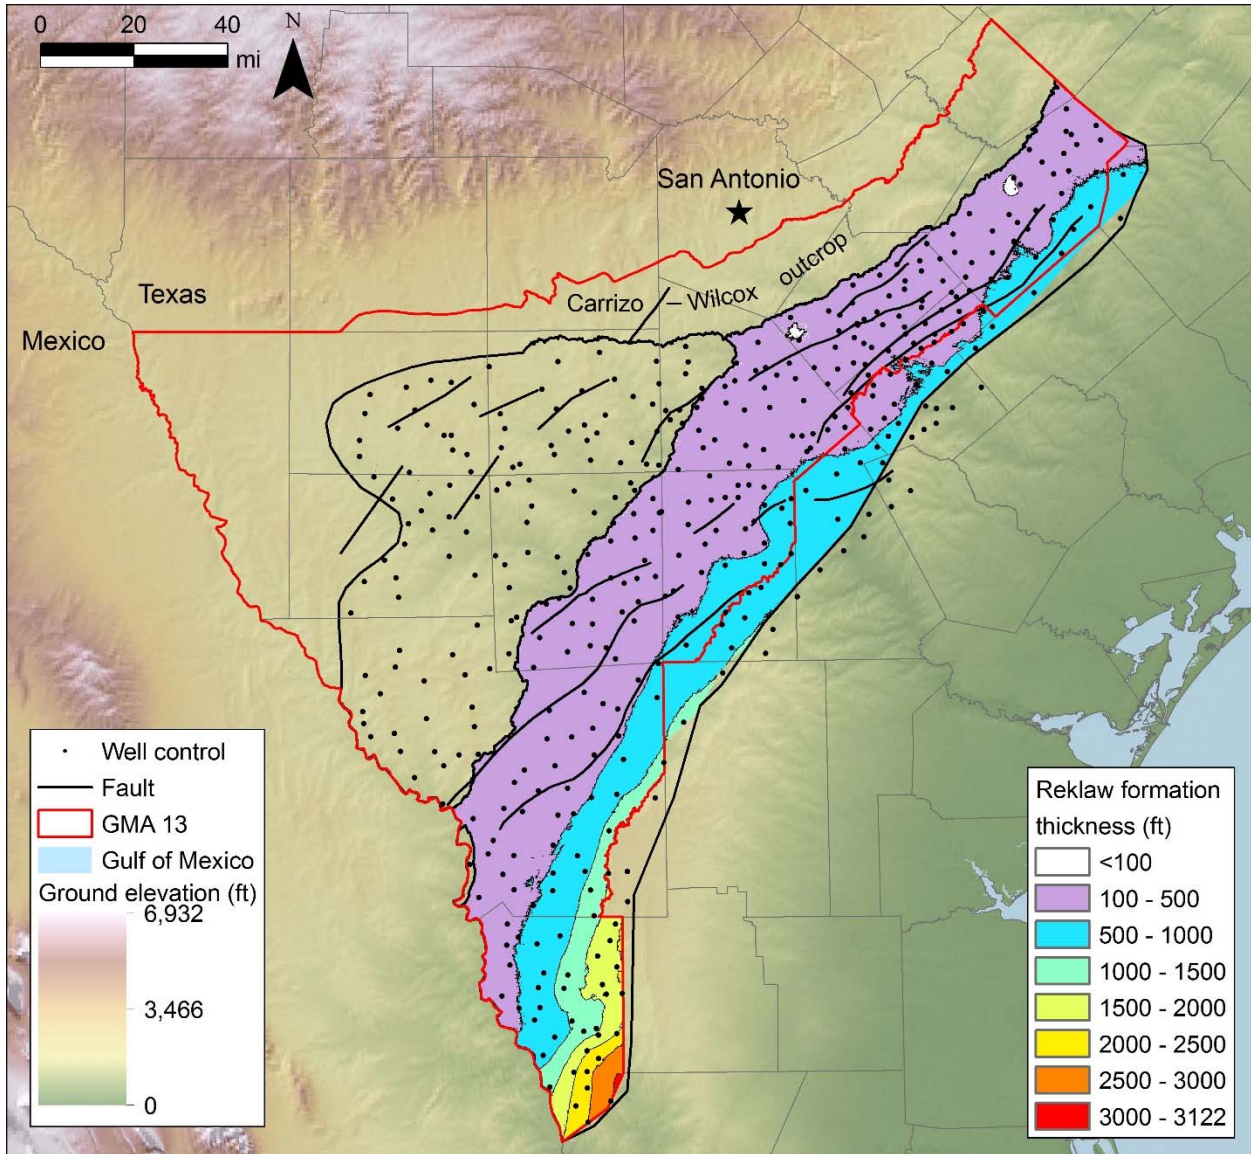 0 20 40
mi
N
San Antonio
Texas
Mexico
Carrizo – Wilcox outcrop
Well control
Fault
GMA 13
Gulf of Mexico
Ground elevation (ft)
6,932
3,466
0
Reklaw formation
thickness (ft)
<100
100 - 500
500 - 1000
1000 - 1500
1500 - 2000
2000 - 2500
2500 - 3000
3000 - 3122